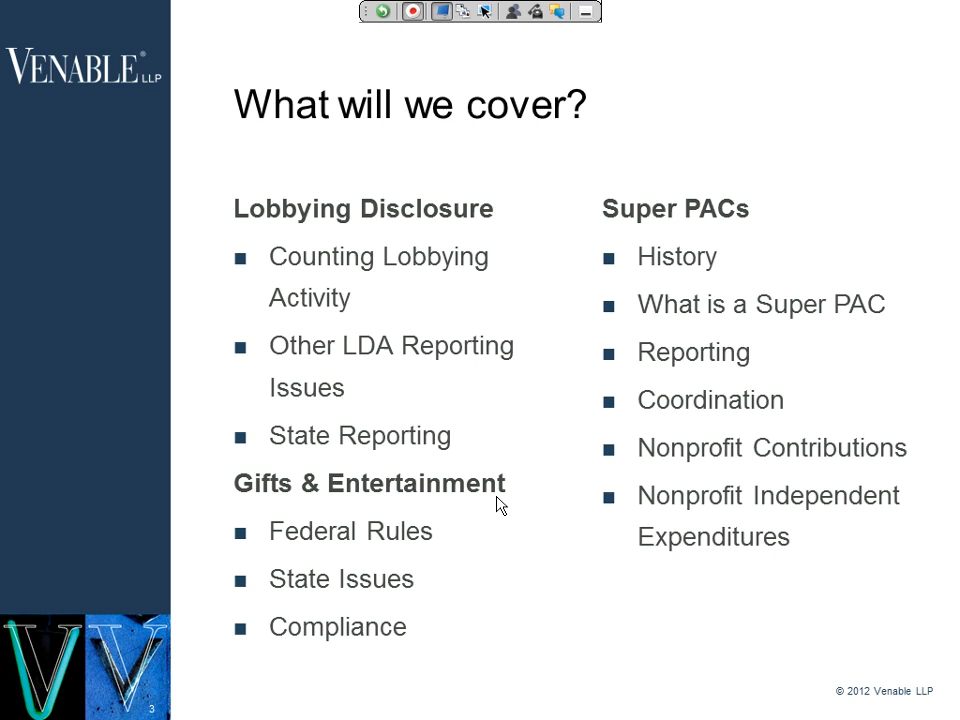 VENABLE® LLP
What will we cover?
Lobbying Disclosure
■ Counting Lobbying
Activity
■ Other LDA Reporting
Issues
■ State Reporting
Gifts & Entertainment
■ Federal Rules
■ State Issues
■ Compliance
Super PACs
■ History
■ What is a Super PAC
■ Reporting
■ Coordination
■ Nonprofit Contributions
■ Nonprofit Independent
Expenditures
3
© 2012 Venable LLP